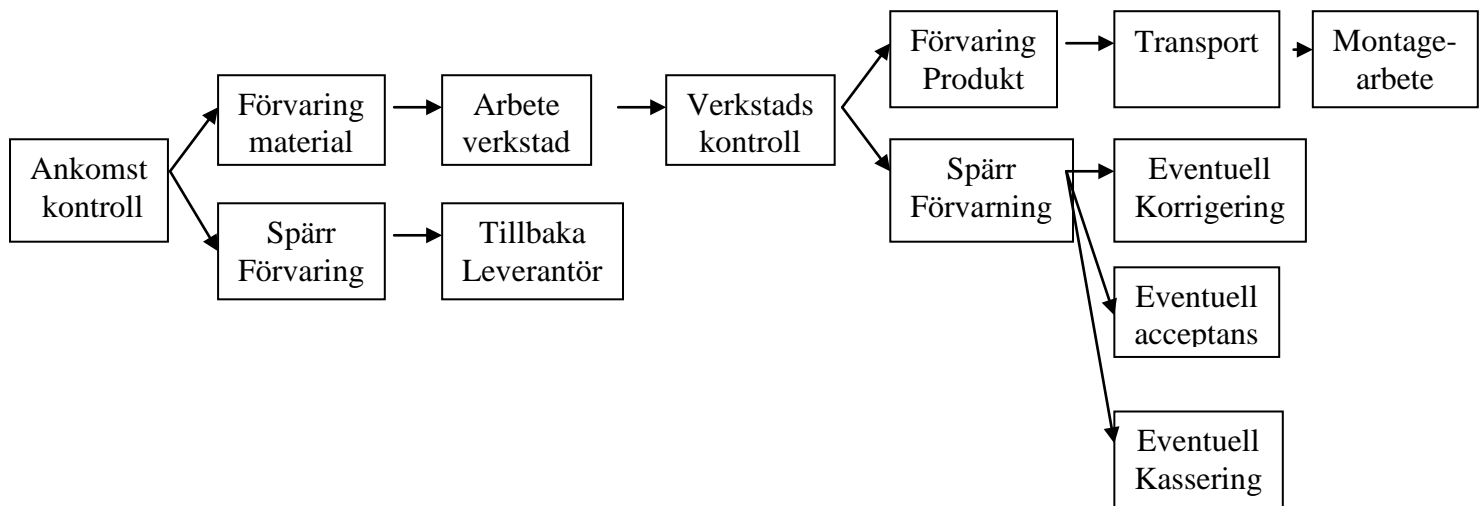 Förvaring
Produkt
Transport
Montage-
arbete
Förvaring
material
Arbete
verkstad
Verkstads
kontroll
Ankomst
kontroll
Spärr
Förvarning
Eventuell
Korrigering
Spärr
Förvaring
Tillbaka
Leverantör
Eventuell
acceptans
Eventuell
Kassering